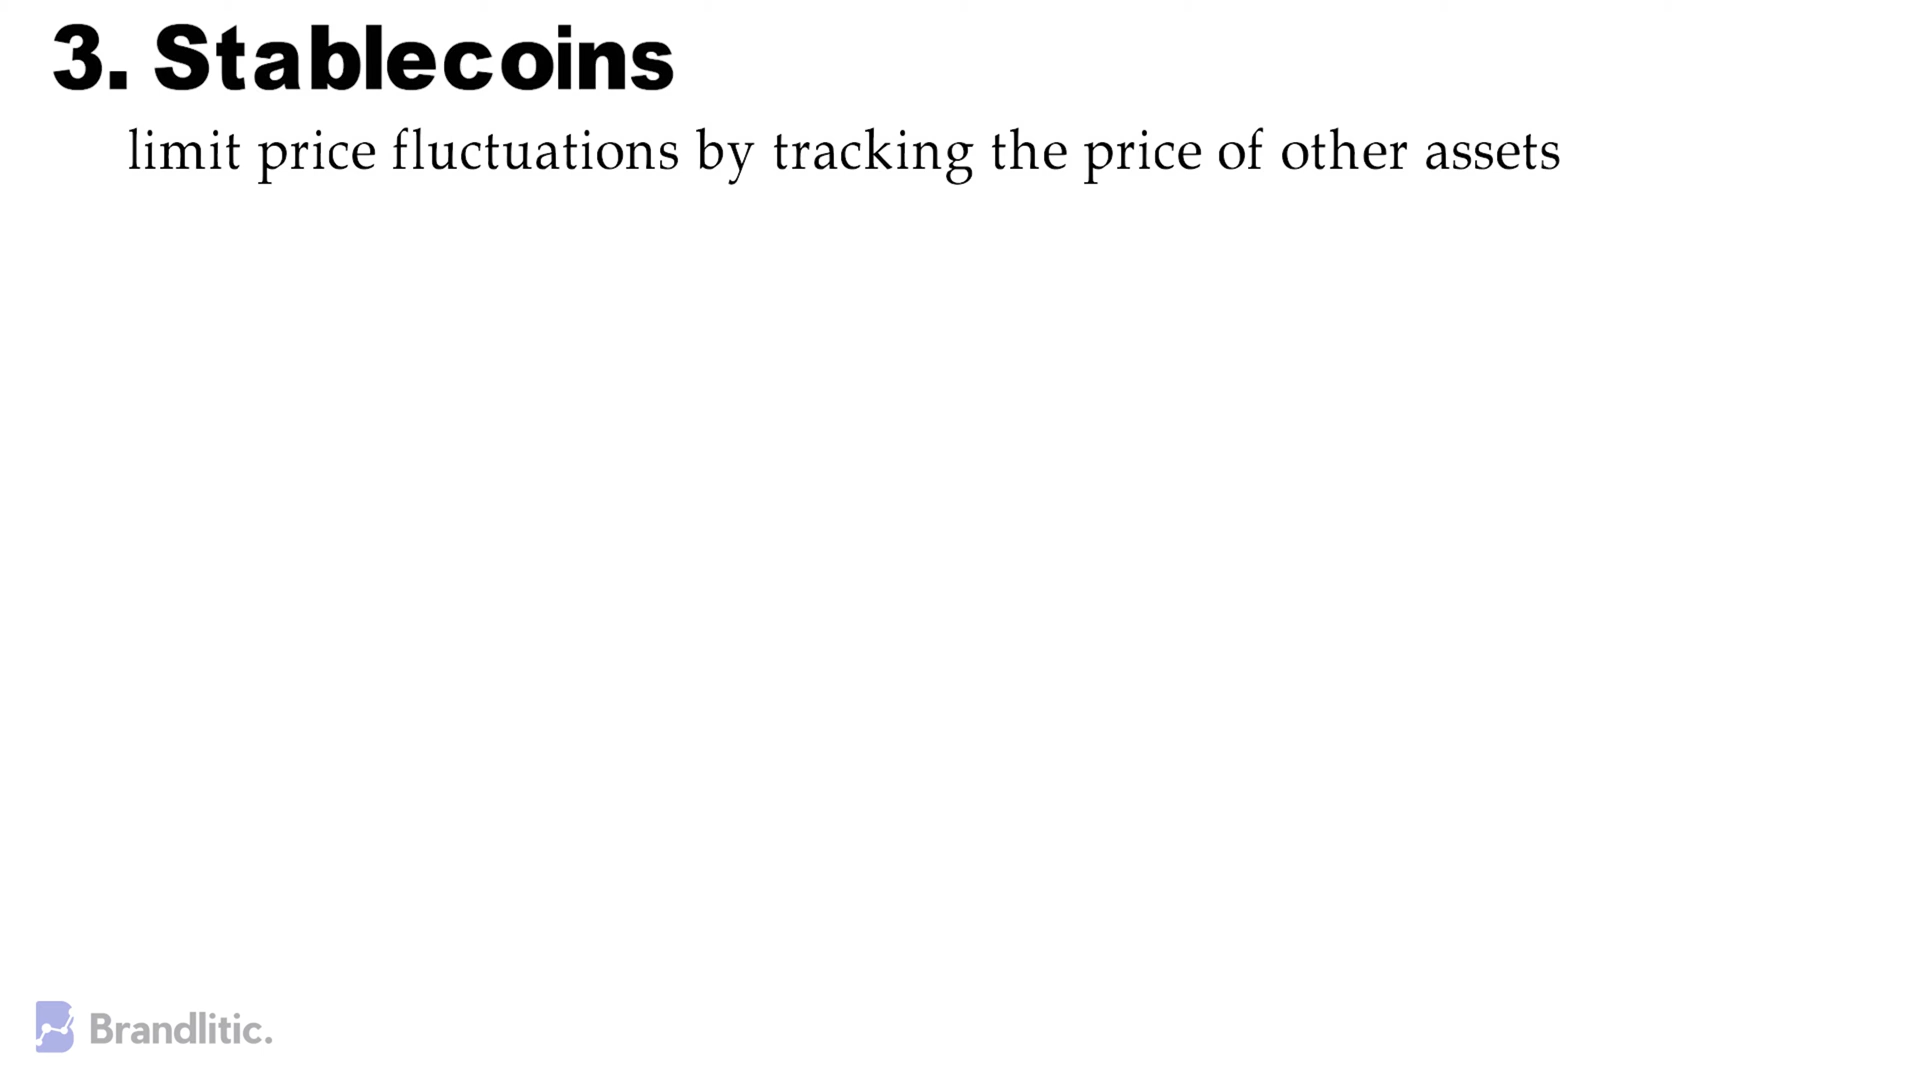 3. Stablecoins
limit price fluctuations by tracking the price of other assets
Brandlitic.